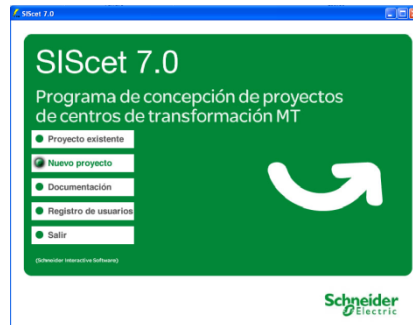 SIScet 7.0
SIScet 7.0
Programa de concepción de proyectos
de centros de transformación MT
Proyecto existente
Nuevo proyecto
Documentación
Registro de usuarios
Salir
(Schneider Interactive Software)
Schneider
Electric